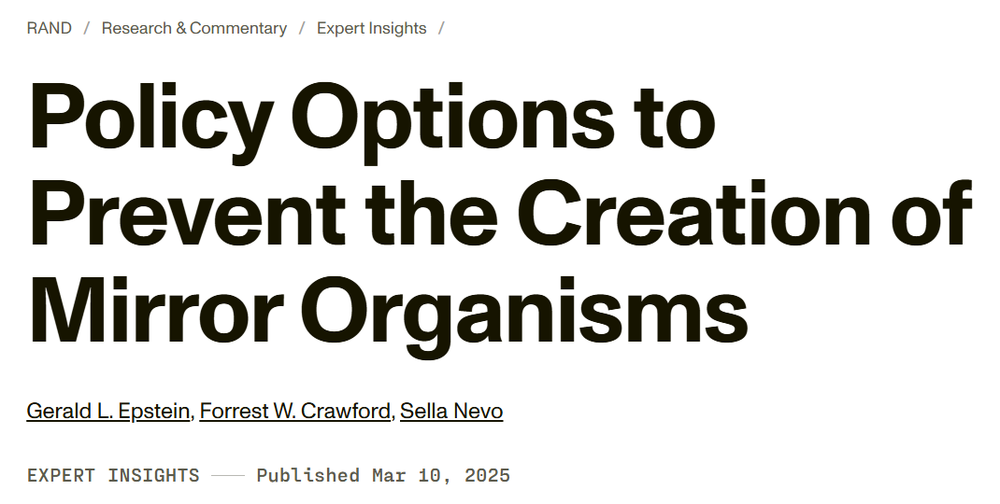 RAND / Research & Commentary / Expert Insights /
Policy Options to
Prevent the Creation of
Mirror Organisms
Gerald L. Epstein, Forrest W. Crawford, Sella Nevo
EXPERT INSIGHTS — Published Mar 10, 2025